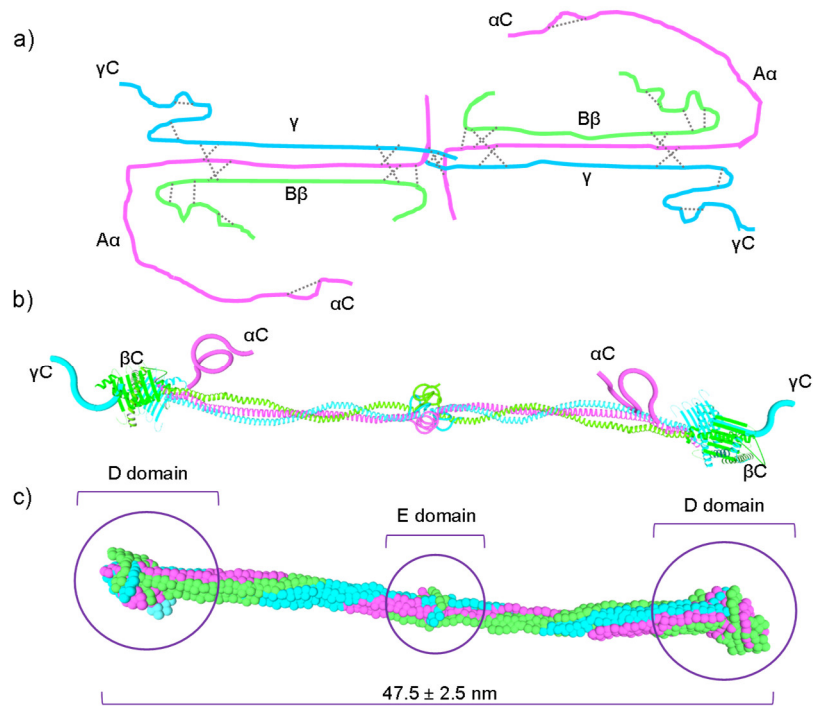 a)
αC
Aα
γC
γ
Bβ
Bβ
γ
Aα
γC
αC
b)
αC
βC
γC
αC
γC
βC
c)
D domain
E domain
D domain
47.5 ± 2.5 nm